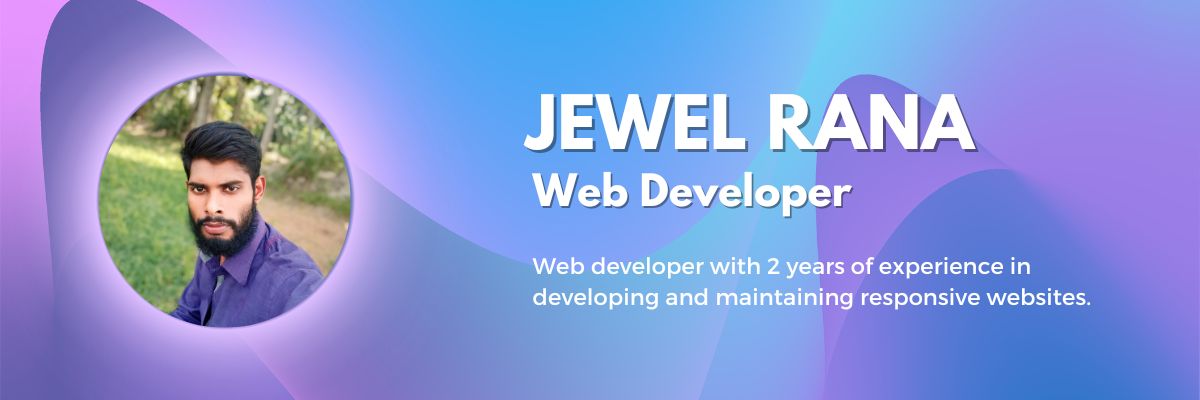 JEWEL RANA
Web Developer
Web developer with 2 years of experience in
developing and maintaining responsive websites.